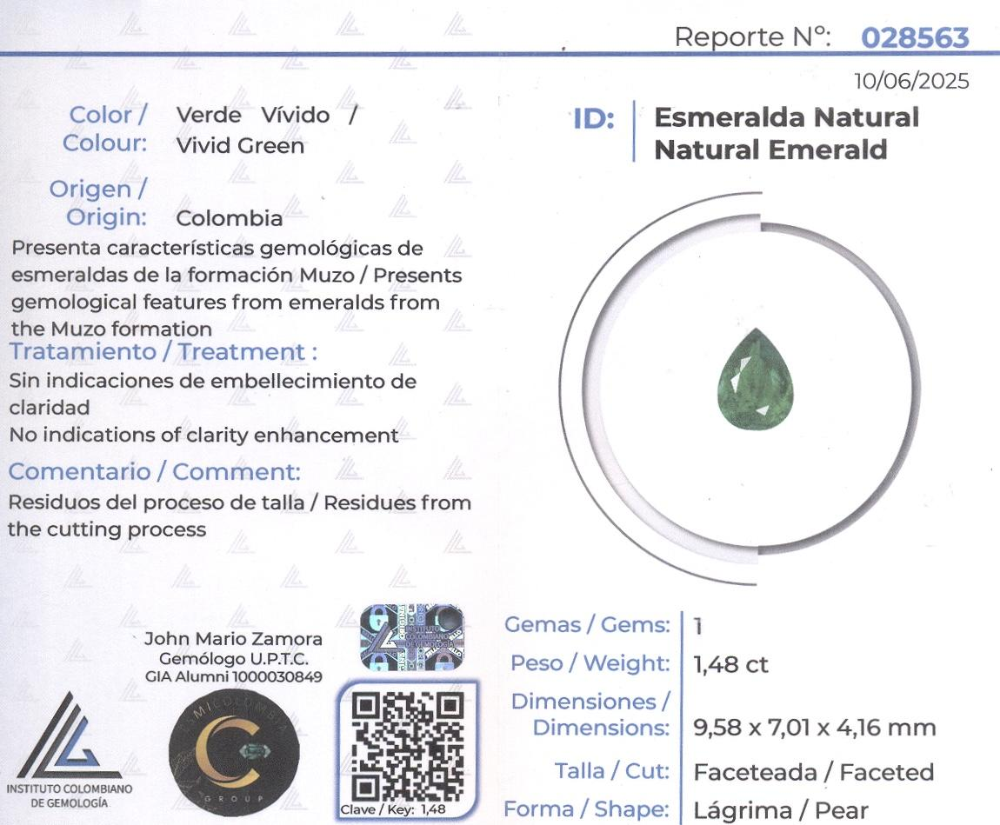 Reporte Nº: 028563
10/06/2025
Color / Verde Vívido /
Colour: Vivid Green
ID: Esmeralda Natural
Natural Emerald
Origen /
Origin: Colombia
Presenta características gemológicas de
esmeraldas de la formación Muzo / Presents
gemological features from emeralds from
the Muzo formation
Tratamiento / Treatment :
Sin indicaciones de embellecimiento de
claridad
No indications of clarity enhancement
Comentario / Comment:
Residuos del proceso de talla / Residues from
the cutting process
John Mario Zamora
Gemólogo U.P.T.C.
GIA Alumni 1000030849
INSTITUTO
COLOMBIANO
DE GEMOLOGÍA
INSTITUTO COLOMBIANO
DE GEMOLOGÍA
GROUP
Clave / Key: 1,48
Gemas / Gems: 1
Peso / Weight: 1,48 ct
Dimensiones /
Dimensions: 9,58 x 7,01 x 4,16 mm
Talla / Cut: Faceteada / Faceted
Forma / Shape: Lágrima / Pear